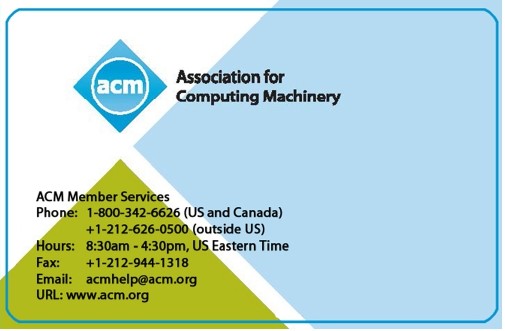 acm
Association for
Computing Machinery
ACM Member Services
Phone: 1-800-342-6626 (US and Canada)
+1-212-626-0500 (outside US)
Hours: 8:30am - 4:30pm, US Eastern Time
Fax: +1-212-944-1318
Email: acmhelp@acm.org
URL: www.acm.org